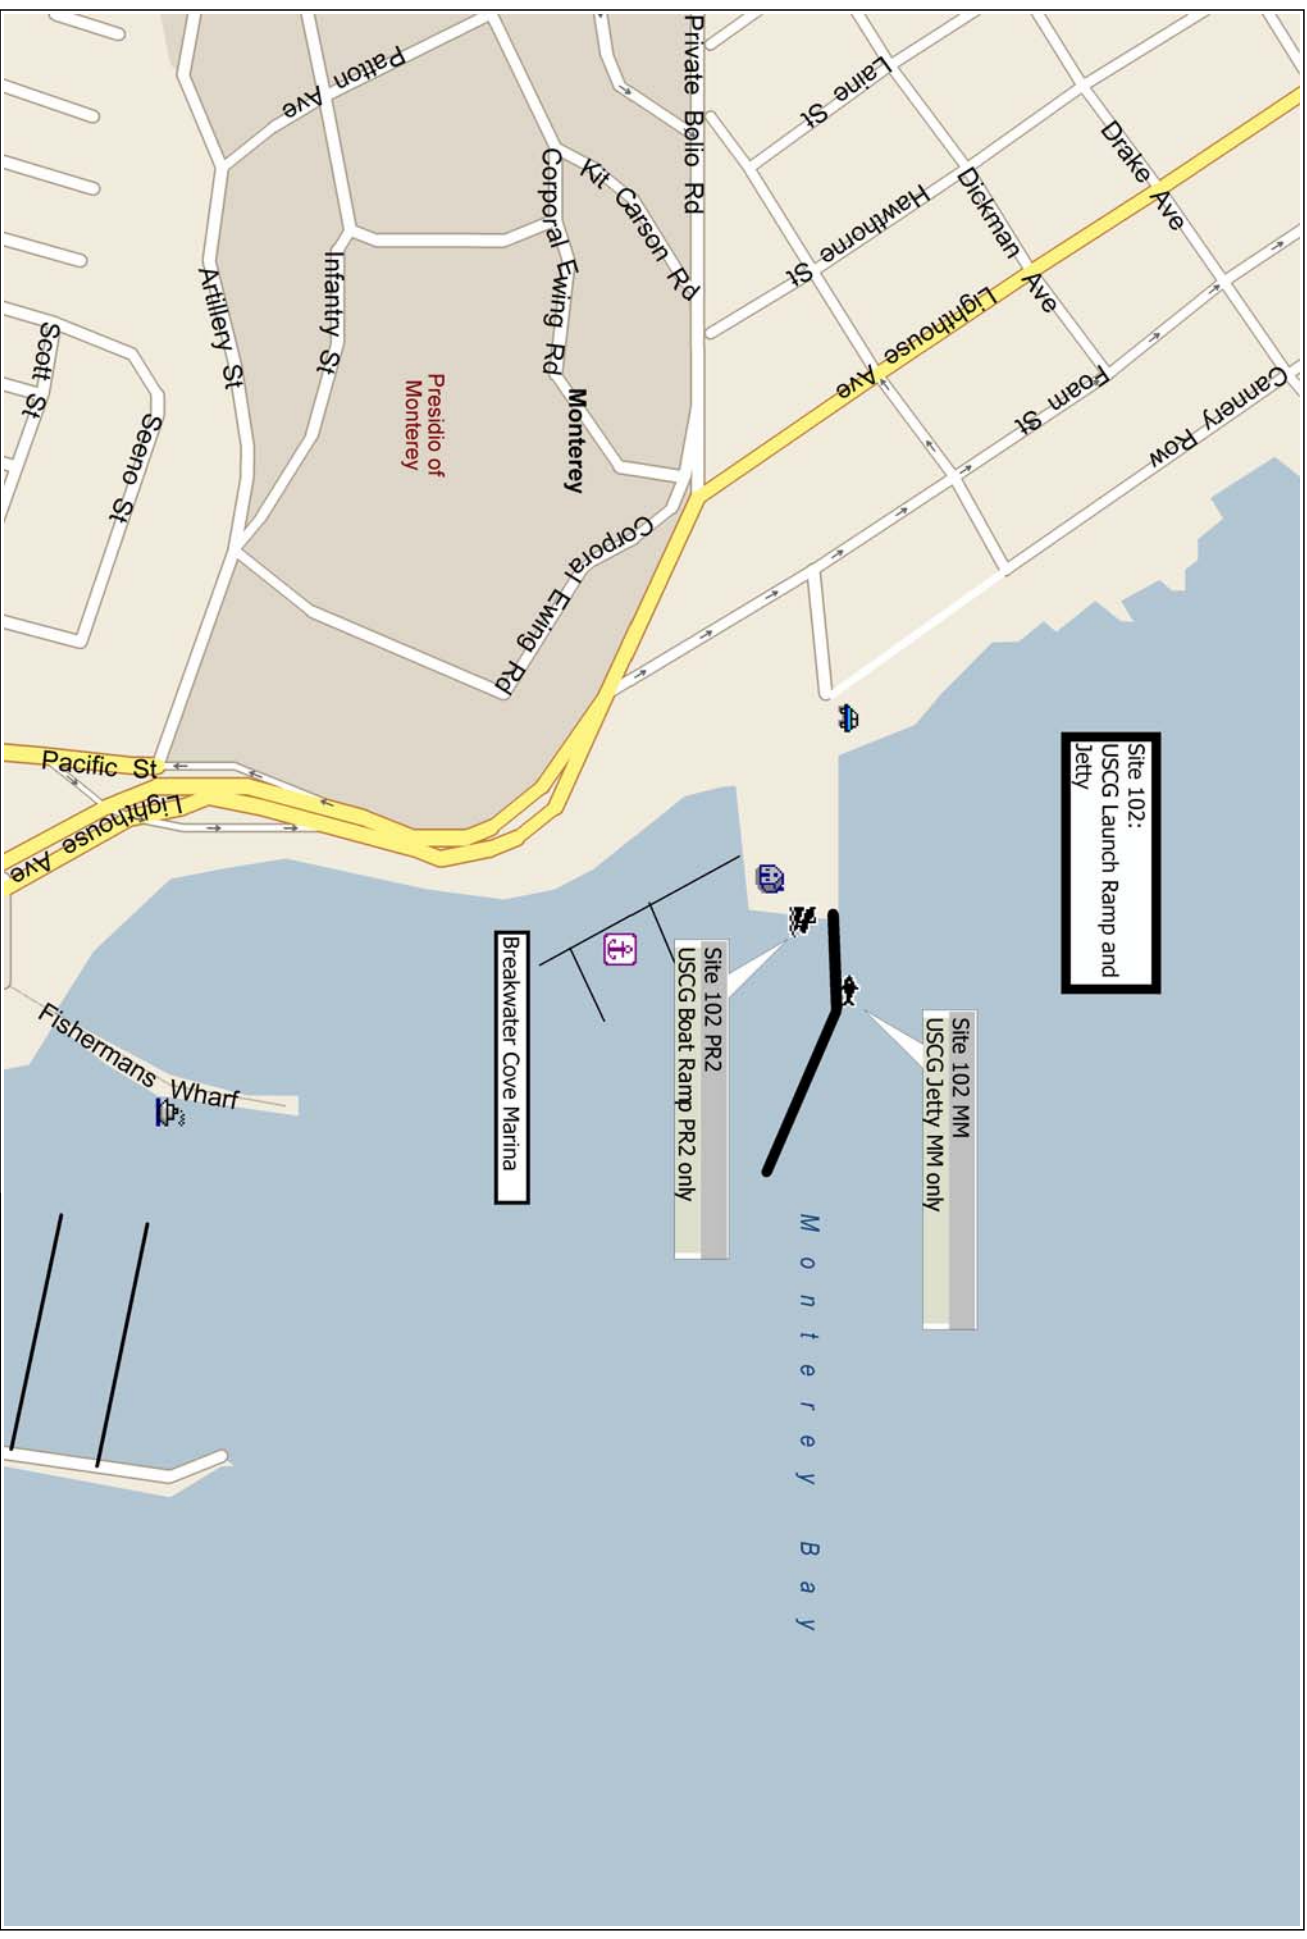 Site 102:
USCG Launch Ramp and
Jetty
Site 102 MM
USCG Jetty MM only
Site 102 PR2
USCG Boat Ramp PR2 only
Breakwater Cove Marina
Monterey Bay
Drake Ave
Dickman Ave
Laine St
Hawthorne St
Lighthouse Ave
Foam St
Cannery Row
Private Bolio Rd
Kit Carson Rd
Corporal Ewing Rd
Monterey
Corporal Ewing Rd
Presidio of
Monterey
Patton Ave
Infantry St
Artillery St
Seeno St
Scott St
Pacific St
Lighthouse Ave
Fishermans Wharf